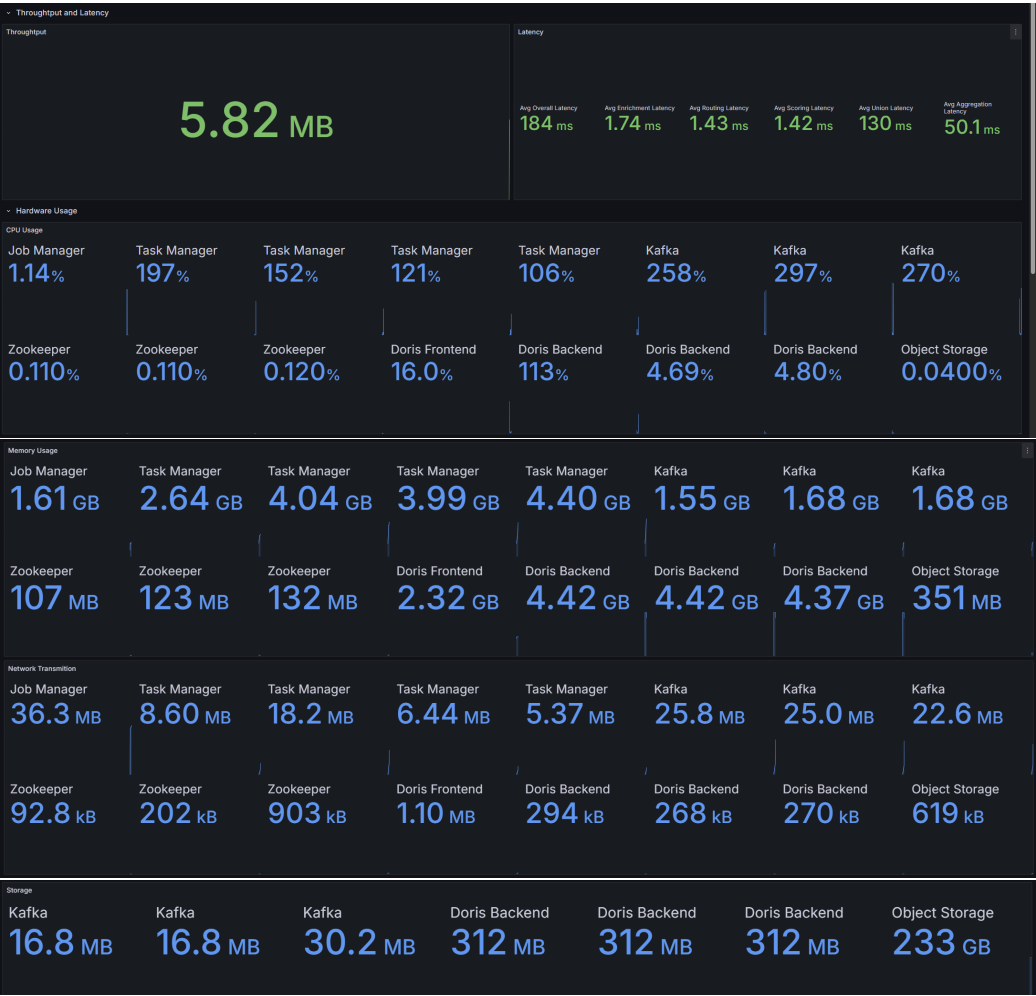 Throughtput and Latency
Throughtput
Latency
5.82 MB
Avg Overall Latency Avg Enrichment Latency Avg Routing Latency Avg Scoring Latency Avg Union Latency Avg Aggregation Latency
184 ms 1.74 ms 1.43 ms 1.42 ms 130 ms 50.1 ms
Hardware Usage
CPU Usage
Job Manager Task Manager Task Manager Task Manager Task Manager Kafka Kafka Kafka
1.14% 197% 152% 121% 106% 258% 297% 270%
Zookeeper Zookeeper Zookeeper Doris Frontend Doris Backend Doris Backend Doris Backend Object Storage
0.110% 0.110% 0.120% 16.0% 113% 4.69% 4.80% 0.0400%
Memory Usage
Job Manager Task Manager Task Manager Task Manager Task Manager Kafka Kafka Kafka
1.61 GB 2.64 GB 4.04 GB 3.99 GB 4.40 GB 1.55 GB 1.68 GB 1.68 GB
Zookeeper Zookeeper Zookeeper Doris Frontend Doris Backend Doris Backend Doris Backend Object Storage
107 MB 123 MB 132 MB 2.32 GB 4.42 GB 4.42 GB 4.37 GB 351 MB
Network Transmition
Job Manager Task Manager Task Manager Task Manager Task Manager Kafka Kafka Kafka
36.3 MB 8.60 MB 18.2 MB 6.44 MB 5.37 MB 25.8 MB 25.0 MB 22.6 MB
Zookeeper Zookeeper Zookeeper Doris Frontend Doris Backend Doris Backend Doris Backend Object Storage
92.8 kB 202 kB 903 kB 1.10 MB 294 kB 268 kB 270 kB 619 kB
Storage
Kafka Kafka Kafka Doris Backend Doris Backend Doris Backend Object Storage
16.8 MB 16.8 MB 30.2 MB 312 MB 312 MB 312 MB 233 GB